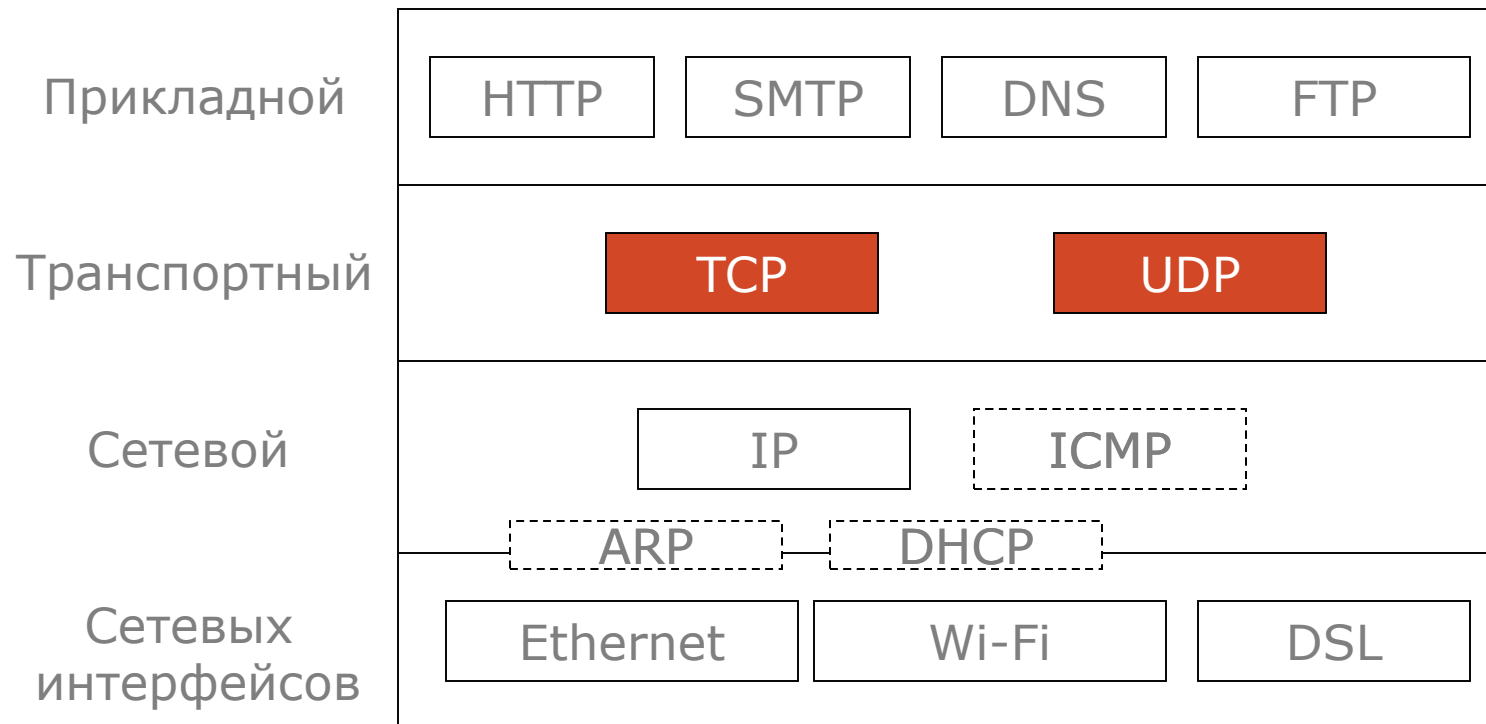 Прикладной
HTTP
SMTP
DNS
FTP
Транспортный
TCP
UDP
Сетевой
IP
ICMP
ARP
DHCP
Сетевых
интерфейсов
Ethernet
Wi-Fi
DSL